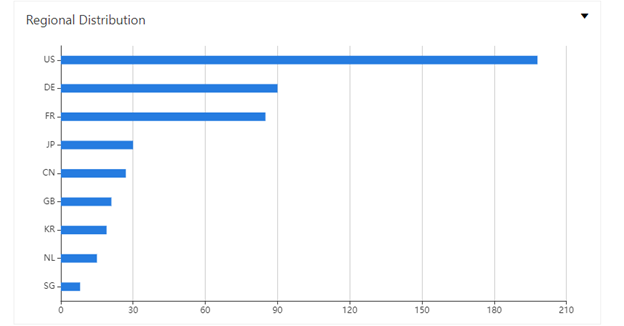 Regional Distribution
US
DE
FR
JP
CN
GB
KR
NL
SG
0 30 60 90 120 150 180 210